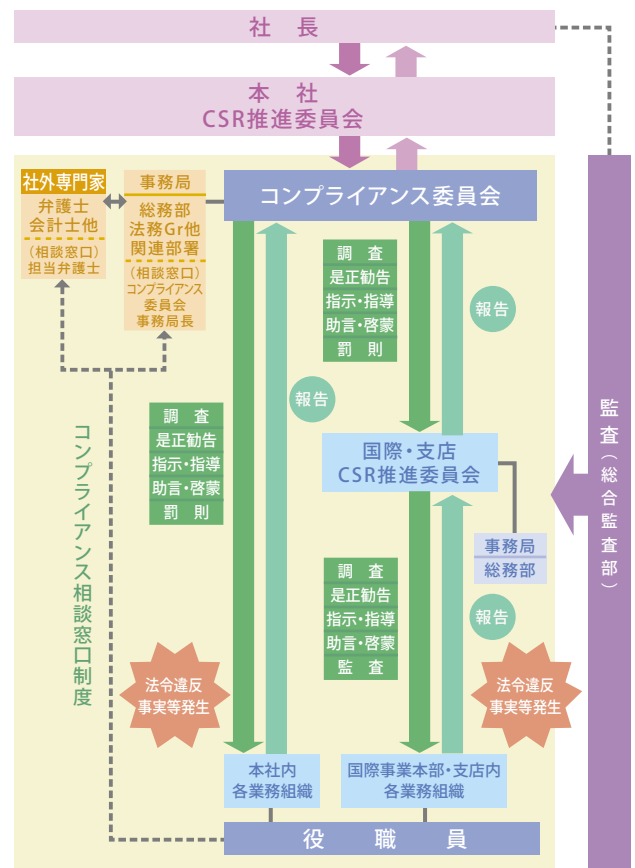 社 長
本 社
CSR推進委員会
コンプライアンス委員会
社外専門家
弁護士
会計士他
(相談窓口)
担当弁護士
事務局
総務部
法務Gr他
関連部署
(相談窓口)
コンプライアンス
委員会
事務局長
調 査
是正勧告
指示・指導
助言・啓蒙
罰 則
報告
報告
調 査
是正勧告
指示・指導
助言・啓蒙
罰 則
国際・支店
CSR推進委員会
事務局
総務部
調 査
是正勧告
指示・指導
助言・啓蒙
監 査
報告
コンプライアンス相談窓口制度
法令違反
事実等発生
法令違反
事実等発生
本社内
各業務組織
国際事業本部・支店内
各業務組織
役 職 員
監査(総合監査部)